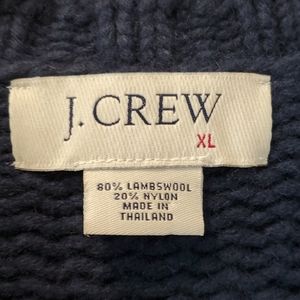 J.CREW
XL
80% LAMBSWOOL
20% NYLON
MADE IN
THAILAND